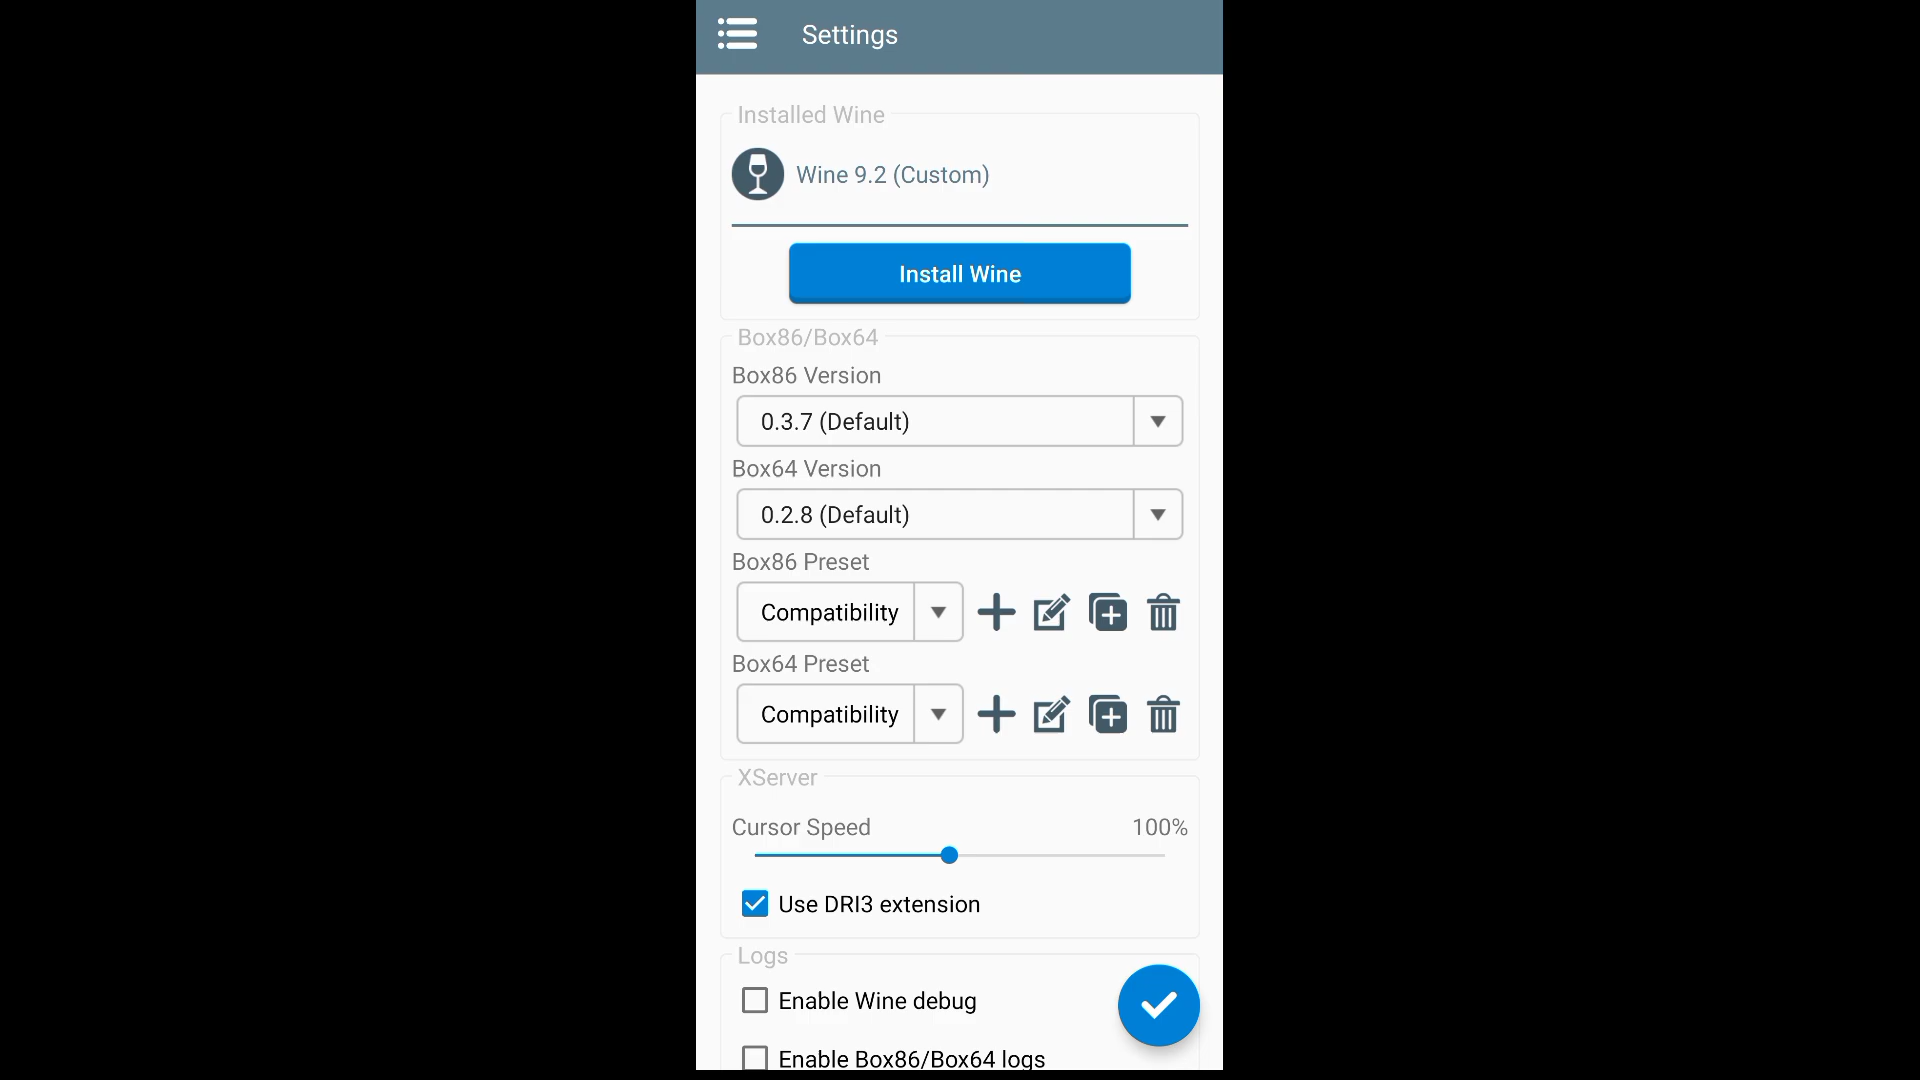 Settings
Installed Wine
Wine 9.2 (Custom)
Install Wine
Box86/Box64
Box86 Version
0.3.7 (Default)
Box64 Version
0.2.8 (Default)
Box86 Preset
Compatibility
Box64 Preset
Compatibility
XServer
Cursor Speed 100%
Use DRI3 extension
Logs
Enable Wine debug
Enable Box86/Box64 logs